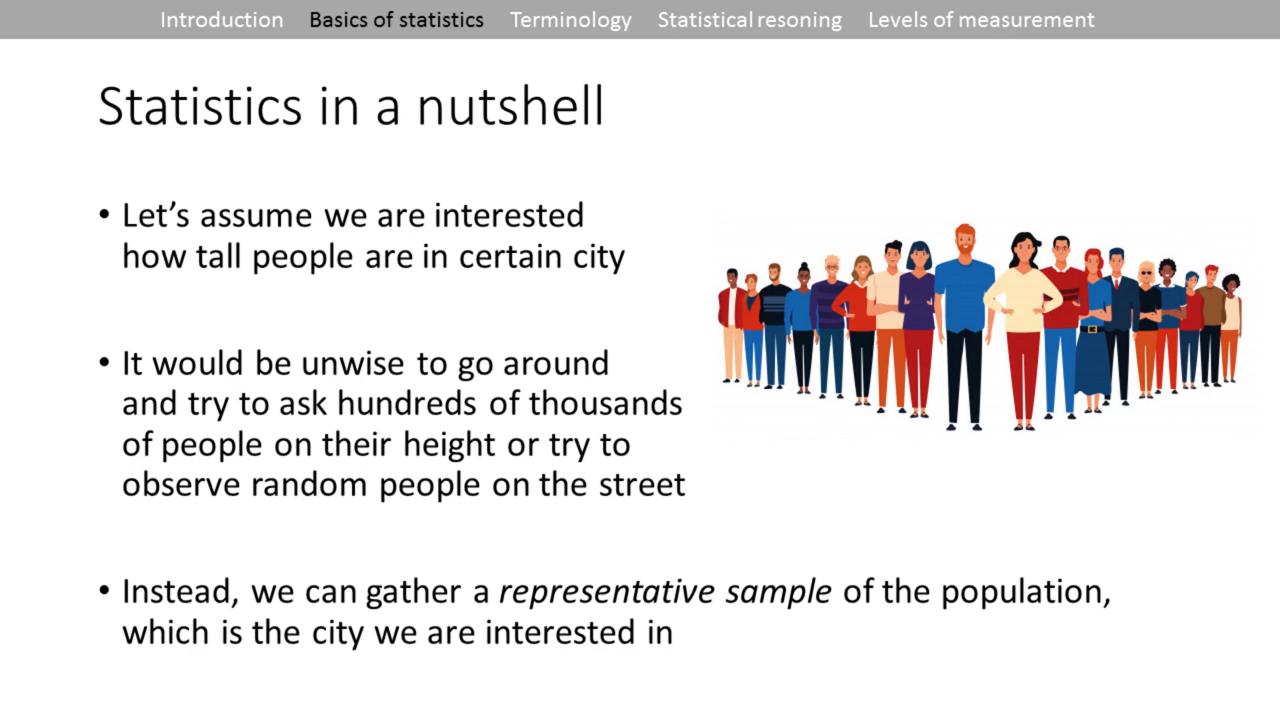 Introduction Basics of statistics Terminology Statistical resoning Levels of measurement
Statistics in a nutshell
• Let’s assume we are interested
how tall people are in certain city
• It would be unwise to go around
and try to ask hundreds of thousands
of people on their height or try to
observe random people on the street
• Instead, we can gather a representative sample of the population,
which is the city we are interested in